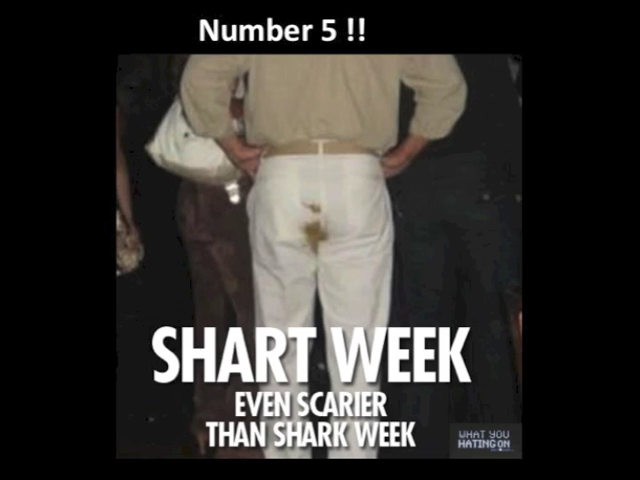 Number 5 !!
SHART WEEK
EVEN SCARIER
THAN SHARK WEEK
WHAT YOU
HATING ON